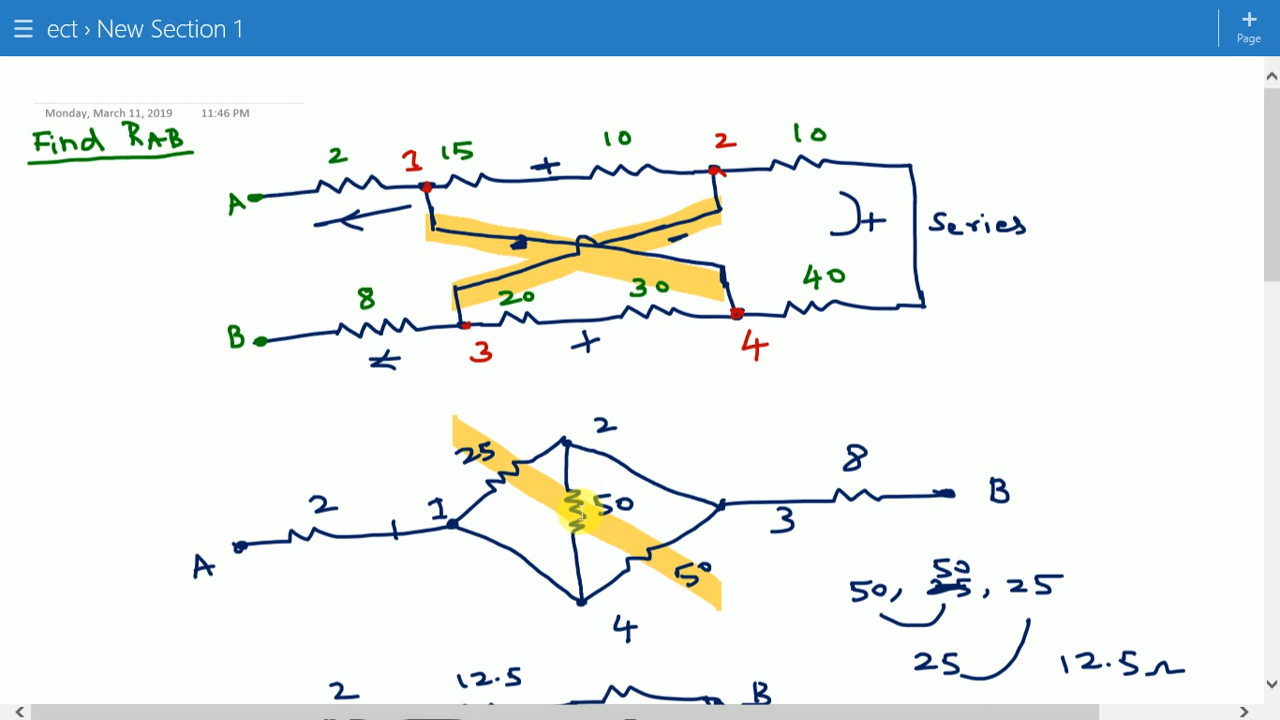 ect › New Section 1
Page
Monday, March 11, 2019 11:46 PM
Find RAB
2 1 15 + 10 2 10
A
+ Series
-
8 20 30 40
B 3 + 4
2
25 8
2 1 50 B
A 3
50
4
50, 50 25, 25
25 12.5Ω
2 12.5 B